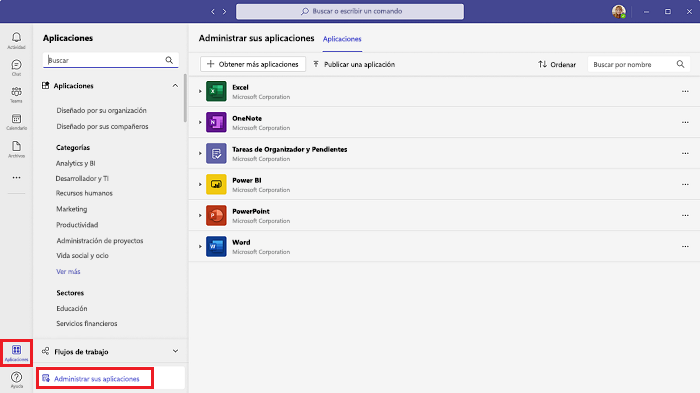 Buscar o escribir un comando
Actividad
Chat
Teams
Calendario
Archivos
Aplicaciones
Ayuda
Aplicaciones
Buscar
Aplicaciones
Diseñado por su organización
Diseñado por sus compañeros
Categorías
Analytics y BI
Desarrollador y TI
Recursos humanos
Marketing
Productividad
Administración de proyectos
Vida social y ocio
Ver más
Sectores
Educación
Servicios financieros
Flujos de trabajo
Administrar sus aplicaciones
Administrar sus aplicaciones Aplicaciones
Obtener más aplicaciones Publicar una aplicación Ordenar Buscar por nombre
Excel
Microsoft Corporation
OneNote
Microsoft Corporation
Tareas de Organizador y Pendientes
Microsoft Corporation
Power BI
Microsoft Corporation
PowerPoint
Microsoft Corporation
Word
Microsoft Corporation